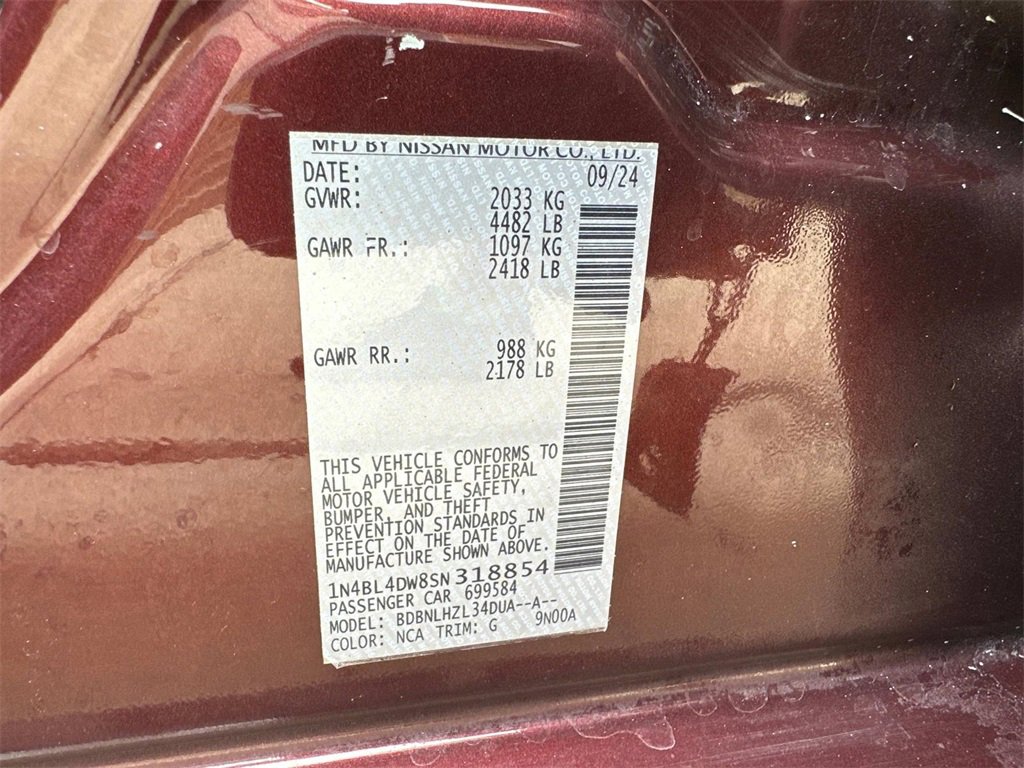 MFD BY NISSAN MOTOR CO., LTD.
DATE: 09/24
GVWR: 2033 KG
4482 LB
GAWR FR.: 1097 KG
2418 LB
GAWR RR.: 988 KG
2178 LB
THIS VEHICLE CONFORMS TO
ALL APPLICABLE FEDERAL
MOTOR VEHICLE SAFETY,
BUMPER, AND THEFT
PREVENTION STANDARDS IN
EFFECT ON THE DATE OF
MANUFACTURE SHOWN ABOVE.
1N4BL4DW8SN318854
PASSENGER CAR 699584
MODEL: BDBNLHZL34DUA--A--
COLOR: NCA TRIM: G 9N00A